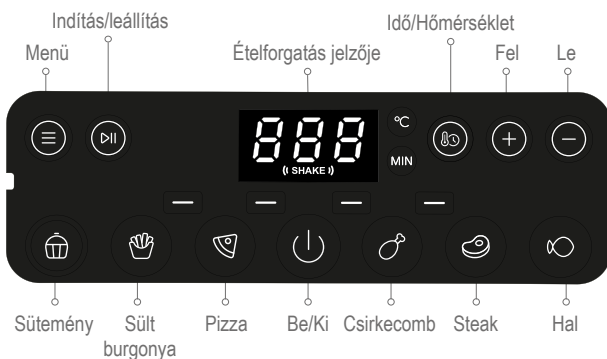 Indítás/leállítás
Idő/Hőmérséklet
Menü
Ételforgatás jelzője
Fel
Le
888
°C
(( SHAKE ))
MIN
Sütemény
Sült burgonya
Pizza
Be/Ki
Csirkecomb
Steak
Hal